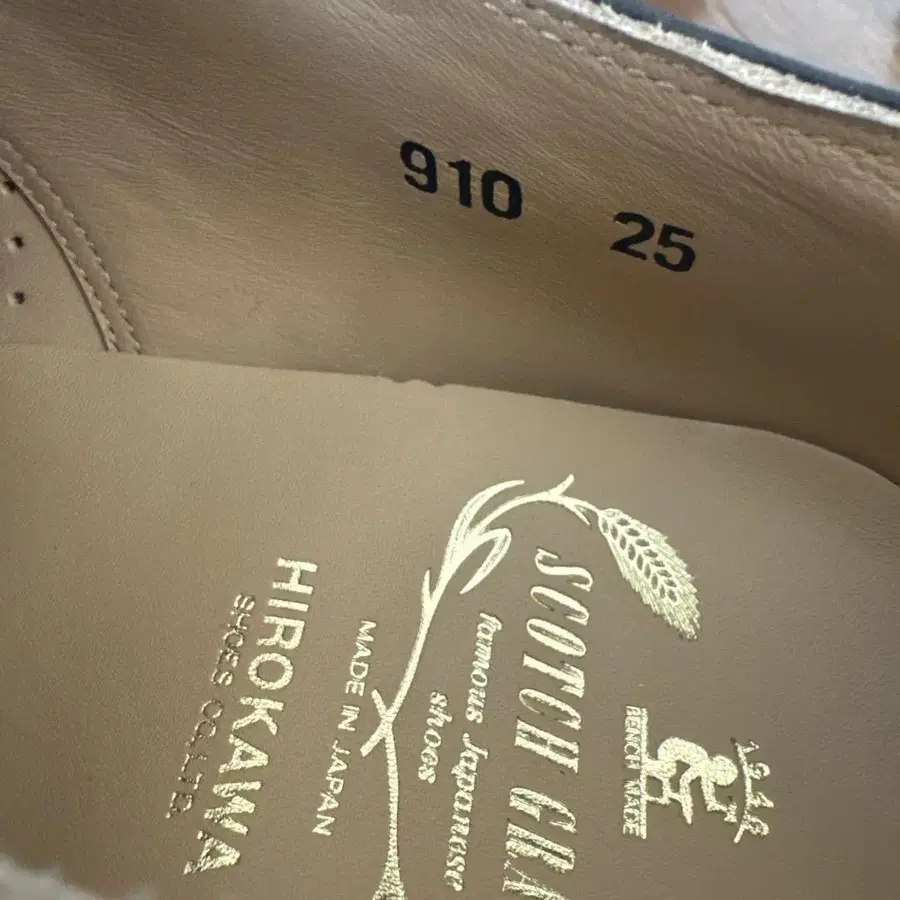 910 25
BENCH MADE
SCOTCH GRA
famous Japanese
shoes
MADE IN JAPAN
HIROKAWA
SHOES CO.,LTD.